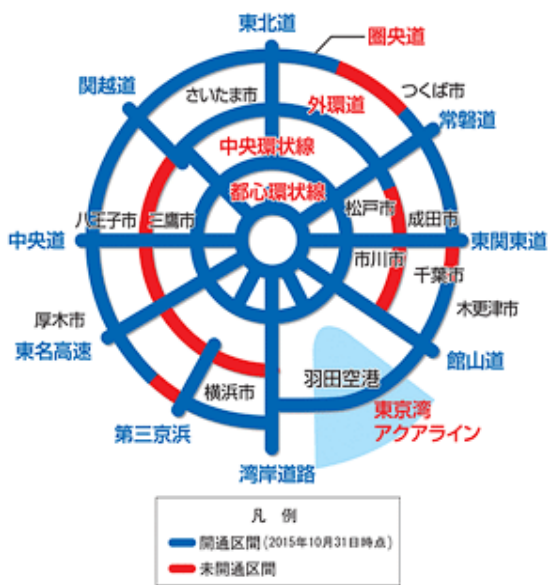 東北道
圏央道
関越道
さいたま市
つくば市
外環道
常磐道
中央環状線
都心環状線
松戸市
八王子市
三鷹市
成田市
中央道
東関東道
市川市
千葉市
厚木市
木更津市
東名高速
館山道
羽田空港
横浜市
東京湾
アクアライン
第三京浜
湾岸道路
凡 例
開通区間(2015年10月31日時点)
未開通区間